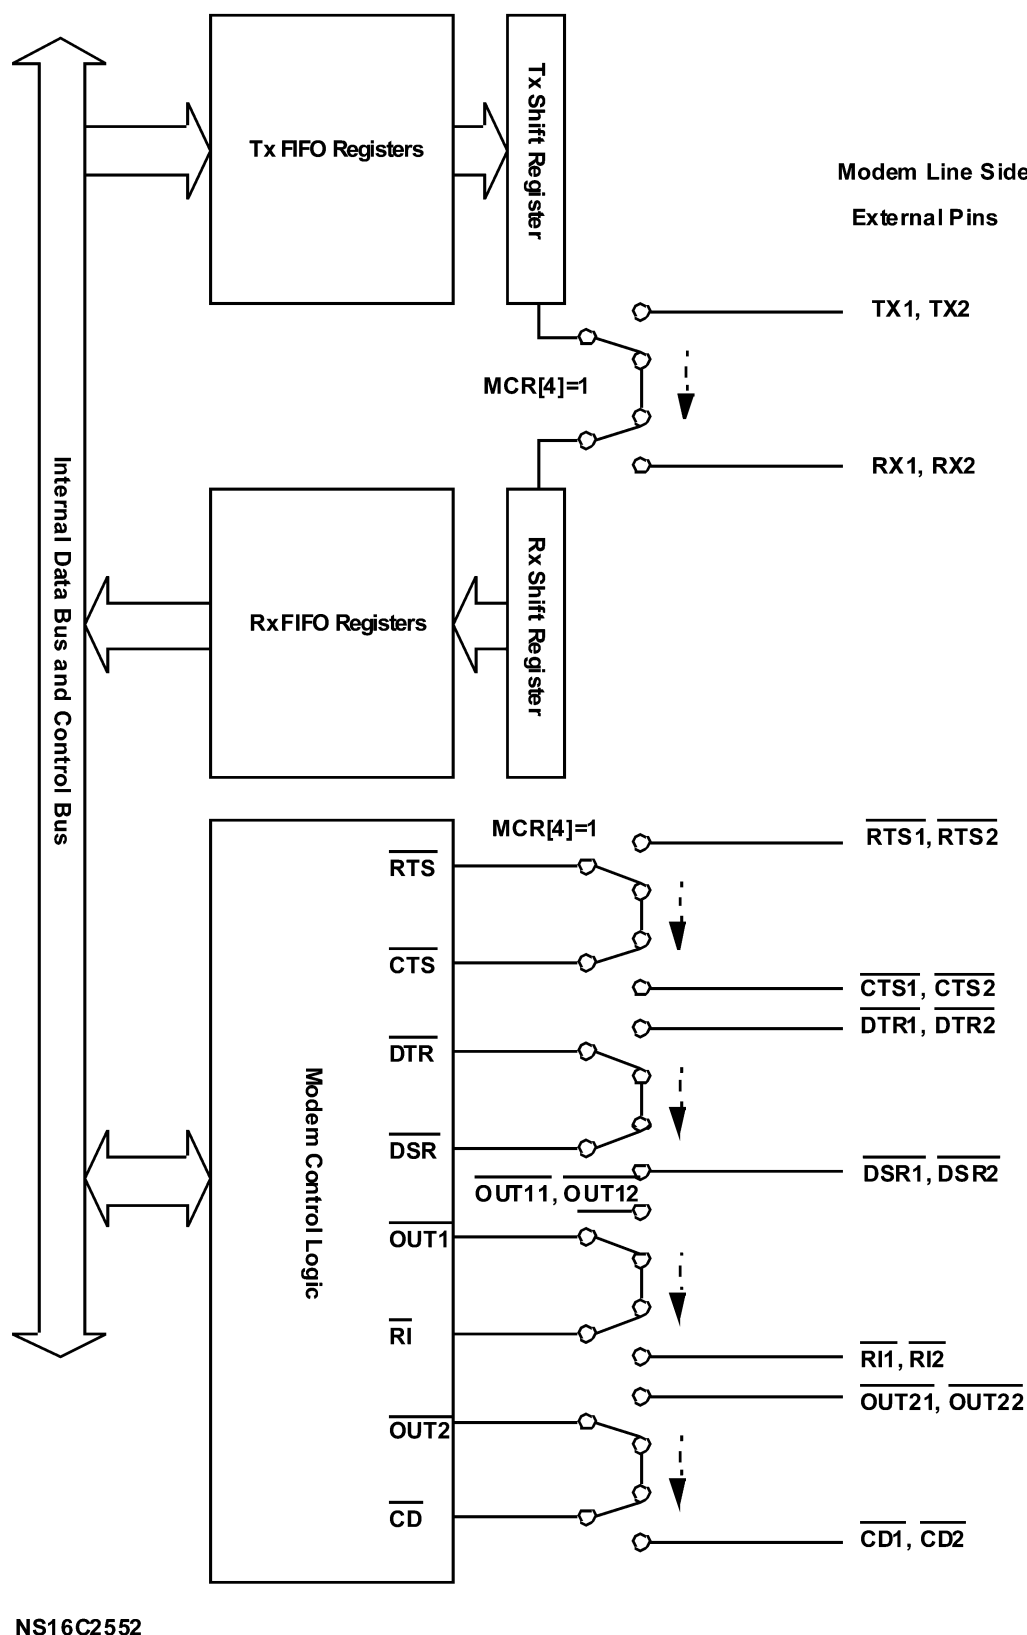 Tx FIFO Registers
Tx Shift Register
Modem Line Side
External Pins
TX1, TX2
MCR[4]=1
RX1, RX2
Internal Data Bus and Control Bus
Rx FIFO Registers
Rx Shift Register
MCR[4]=1
RTS1, RTS2
RTS
CTS
CTS1, CTS2
DTR1, DTR2
DTR
Modem Control Logic
DSR
DSR1, DSR2
OUT11, OUT12
OUT1
RI
RI1, RI2
OUT21, OUT22
OUT2
CD
CD1, CD2
NS16C2552